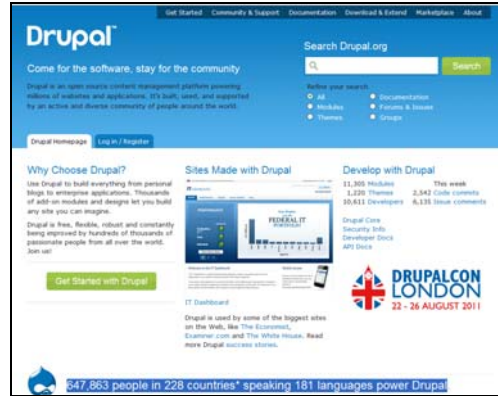 Get Started Community & Support Documentation Download & Extend Marketplace About
Drupal™
Come for the software, stay for the community
Drupal is an open source content management platform powering
millions of websites and applications. It's built, used, and supported
by an active and diverse community of people around the world.
Search Drupal.org
Search
Refine your search
All
Documentation
Modules
Forums & Issues
Themes
Groups
Drupal Homepage
Log in / Register
Why Choose Drupal?
Use Drupal to build everything from personal
blogs to enterprise applications. Thousands
of add-on modules and designs let you build
any site you can imagine.
Drupal is free, flexible, robust and constantly
being improved by hundreds of thousands of
passionate people from all over the world.
Join us!
Get Started with Drupal
Sites Made with Drupal
FEDERAL IT
PORTFOLIO
IT Dashboard
Drupal is used by some of the biggest sites
on the Web, like The Economist,
Examiner.com and The White House. Read
more Drupal success stories.
Develop with Drupal
11,305 Modules This week
1,220 Themes 2,542 Code commits
10,611 Developers 6,135 Issue comments
Drupal Core
Security Info
Developer Docs
API Docs
DRUPALCON
LONDON
22 - 26 AUGUST 2011
647,863 people in 228 countries* speaking 181 languages power Drupal